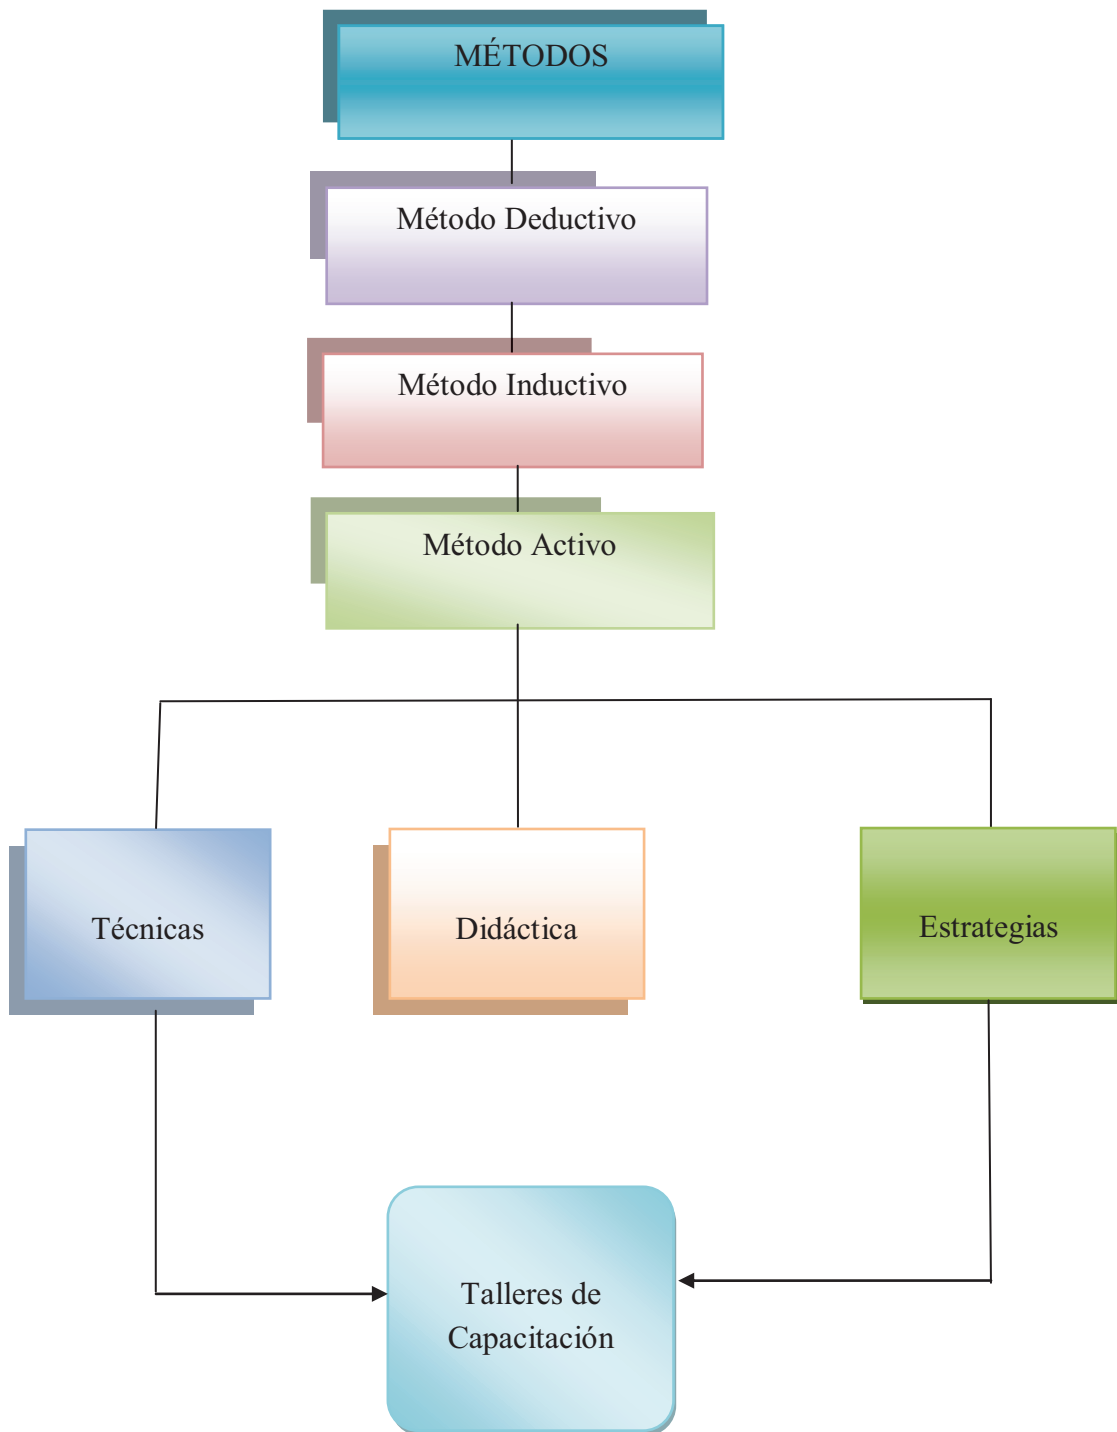 MÉTODOS
Método Deductivo
Método Inductivo
Método Activo
Técnicas
Didáctica
Estrategias
Talleres de
Capacitación